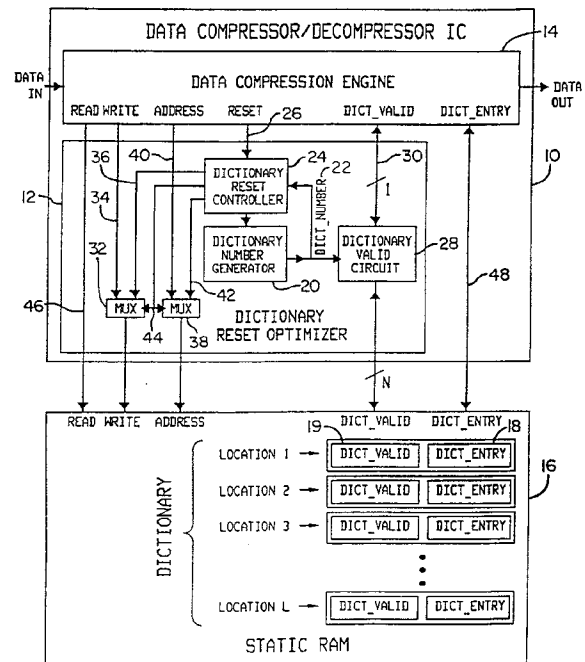 DATA COMPRESSOR/DECOMPRESSOR IC
14
DATA COMPRESSION ENGINE
DATA IN
DATA OUT
READ WRITE ADDRESS RESET DICT_VALID DICT_ENTRY
26
40
36
24
22
30
10
12
DICTIONARY RESET CONTROLLER
DICT_NUMBER
1
34
DICTIONARY NUMBER GENERATOR
DICTIONARY VALID CIRCUIT
28
32
42
20
48
46
MUX
MUX
44
38
DICTIONARY RESET OPTIMIZER
N
READ WRITE ADDRESS DICT_VALID DICT_ENTRY
19
18
16
DICTIONARY
LOCATION 1 DICT_VALID DICT_ENTRY
LOCATION 2 DICT_VALID DICT_ENTRY
LOCATION 3 DICT_VALID DICT_ENTRY
LOCATION L DICT_VALID DICT_ENTRY
STATIC RAM